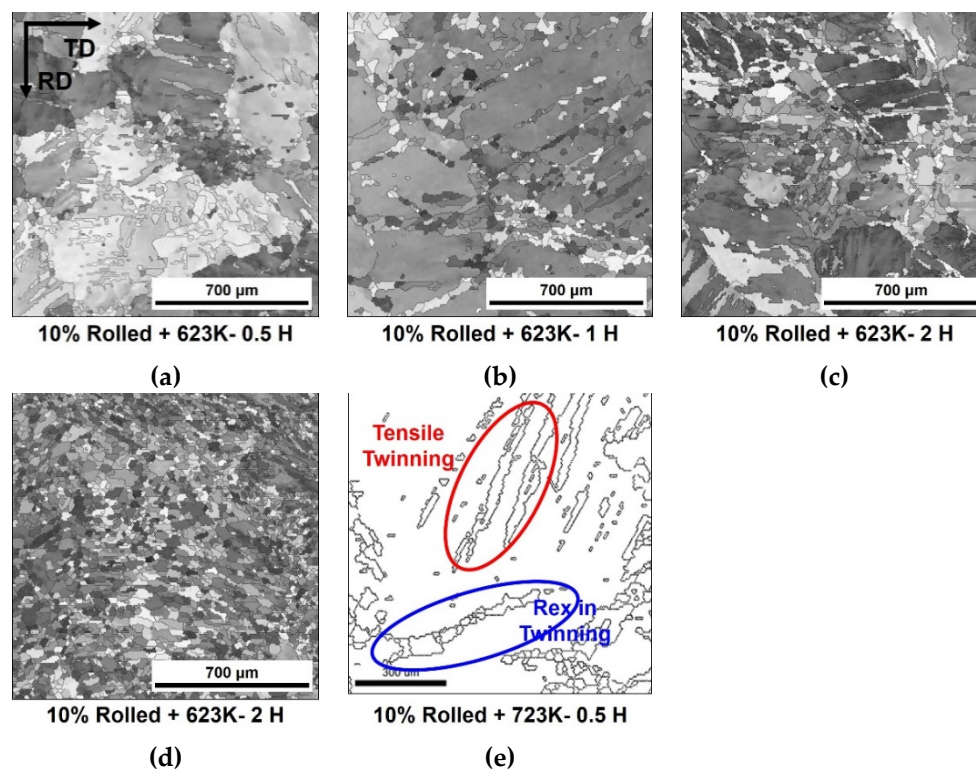 TD
RD
700 µm
10% Rolled + 623K- 0.5 H
(a)
700 µm
10% Rolled + 623K- 1 H
(b)
700 µm
10% Rolled + 623K- 2 H
(c)
700 µm
10% Rolled + 623K- 2 H
(d)
Tensile
Twinning
Rex in
Twinning
300 um
10% Rolled + 723K- 0.5 H
(e)